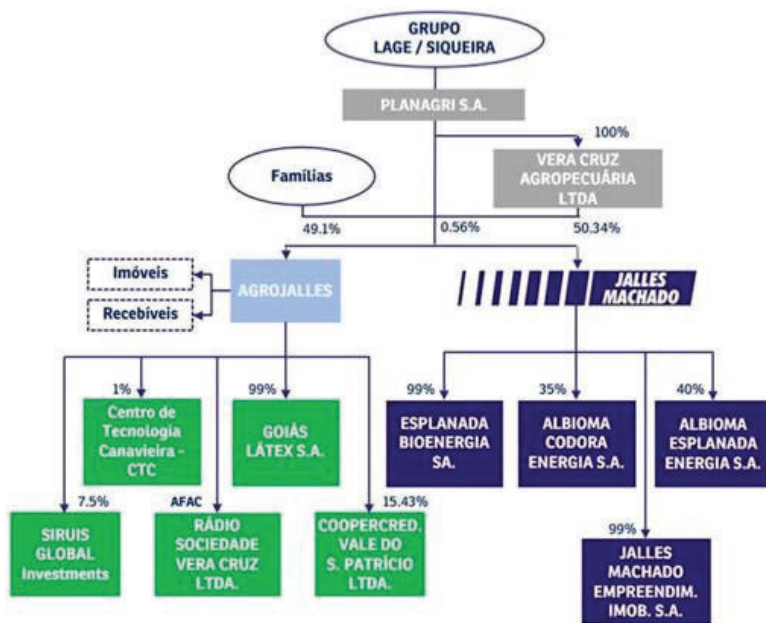 GRUPO
LAGE / SIQUEIRA
PLANAGRI S.A.
100%
VERA CRUZ
AGROPECUÁRIA
LTDA
Famílias
49.1%
0.56%
50.34%
Imóveis
Recebíveis
AGROJALLES
JALLES
MACHADO
1%
Centro de
Tecnologia
Canavieira -
CTC
99%
GOIÁS
LÁTEX S.A.
99%
ESPLANADA
BIOENERGIA
SA.
35%
ALBIOMA
CODORA
ENERGIA S.A.
40%
ALBIOMA
ESPLANADA
ENERGIA S.A.
7.5%
SIRUIS
GLOBAL
Investments
AFAC
RÁDIO
SOCIEDADE
VERA CRUZ
LTDA.
15.43%
COOPERCRED.
VALE DO
S. PATRÍCIO
LTDA.
99%
JALLES
MACHADO
EMPREENDIM.
IMOB. S.A.